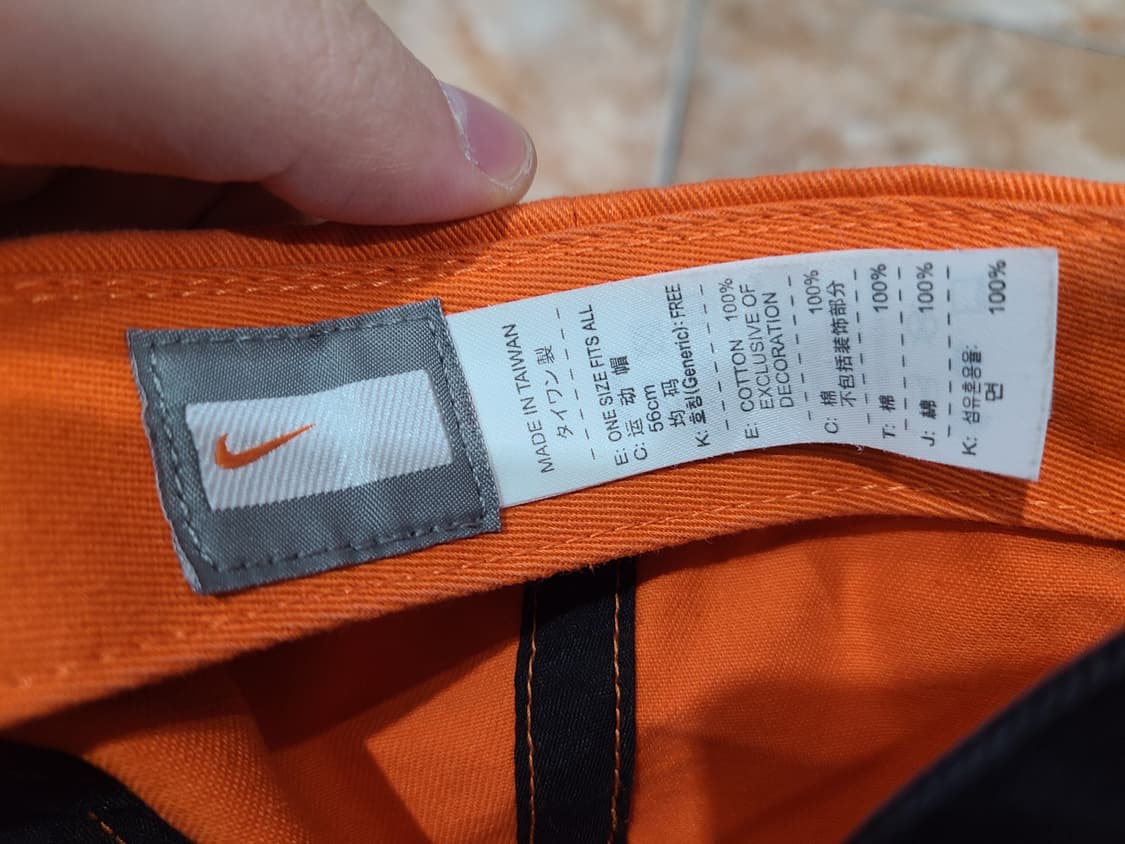 MADE IN TAIWAN
タイワン製
E: ONE SIZE FITS ALL
C: 运 动 帽
56cm
均 码
K: 호칭(Generic): FREE
E: COTTON 100%
EXCLUSIVE OF
DECORATION
C: 棉 100%
不包括装饰部分
T: 棉 100%
J: 綿 100%
K: 섬유혼용율:
면 100%